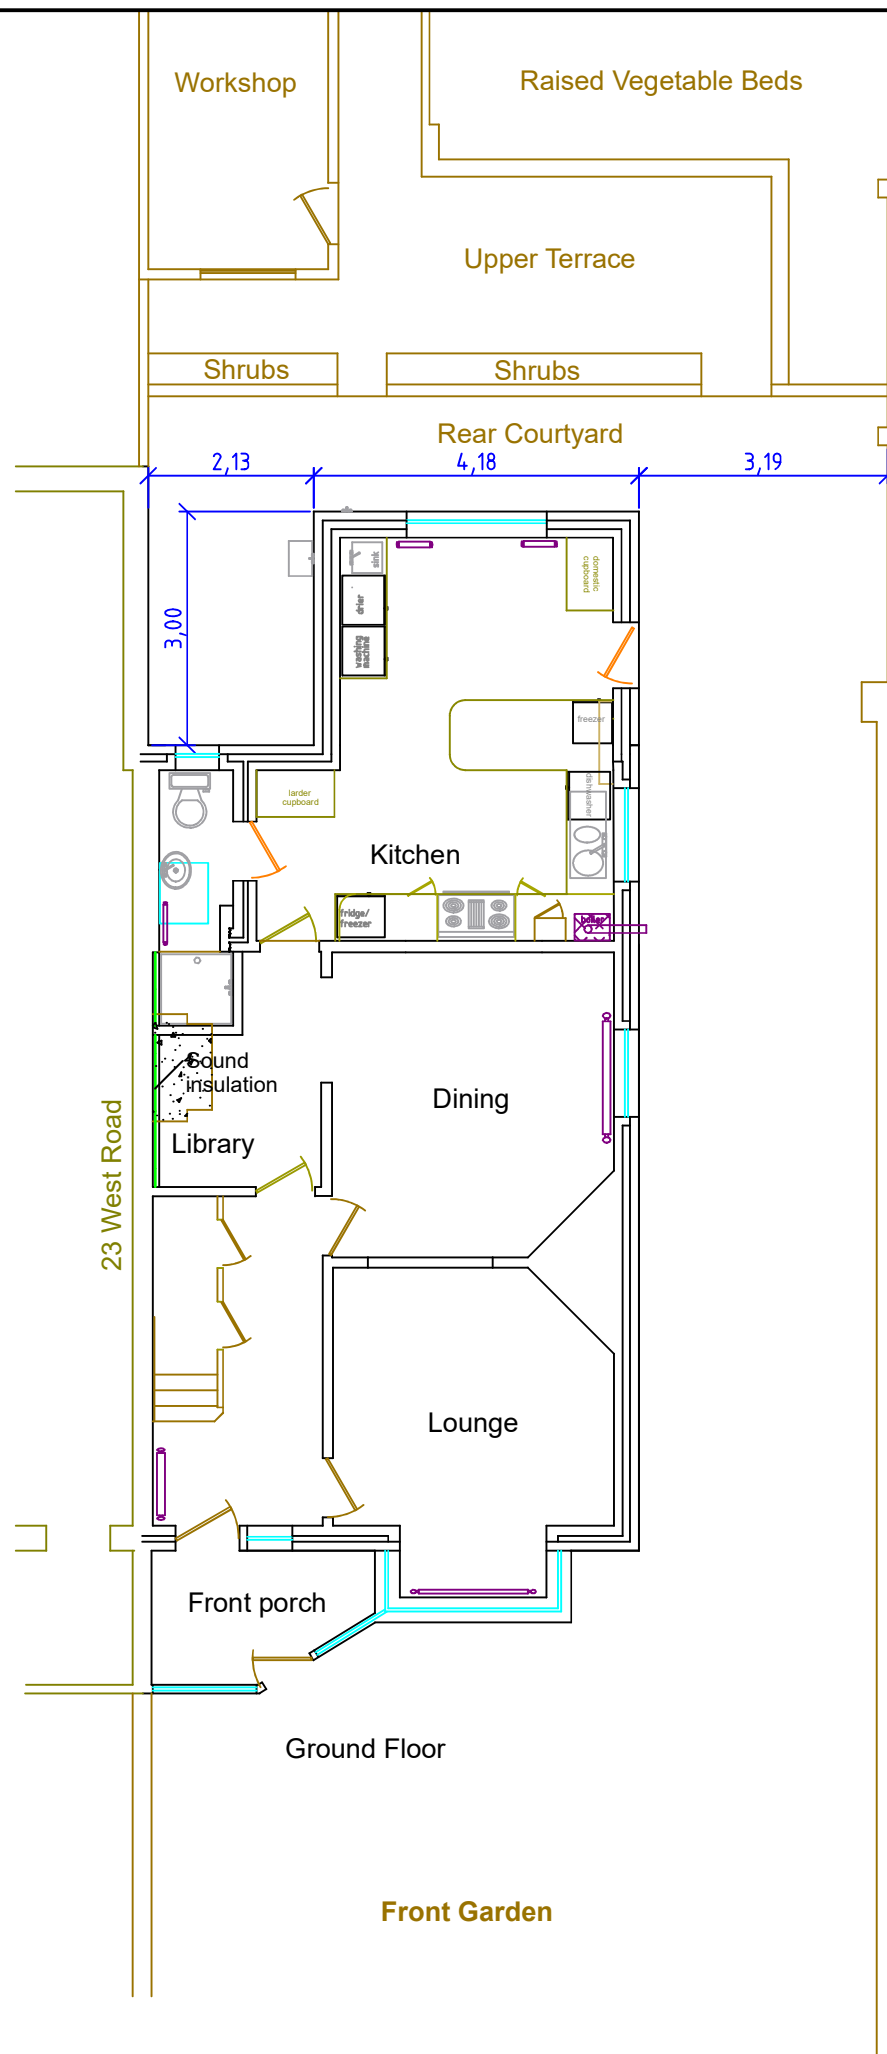 Workshop
Raised Vegetable Beds
Upper Terrace
Shrubs
Shrubs
Rear Courtyard
2,13
4,18
3,19
3,00
sink
domestic
cupboard
drier
washing
machine
freezer
dishwasher
larder
cupboard
Kitchen
fridge/
freezer
boiler
Sound
insulation
Dining
Library
23 West Road
Lounge
Front porch
Ground Floor
Front Garden